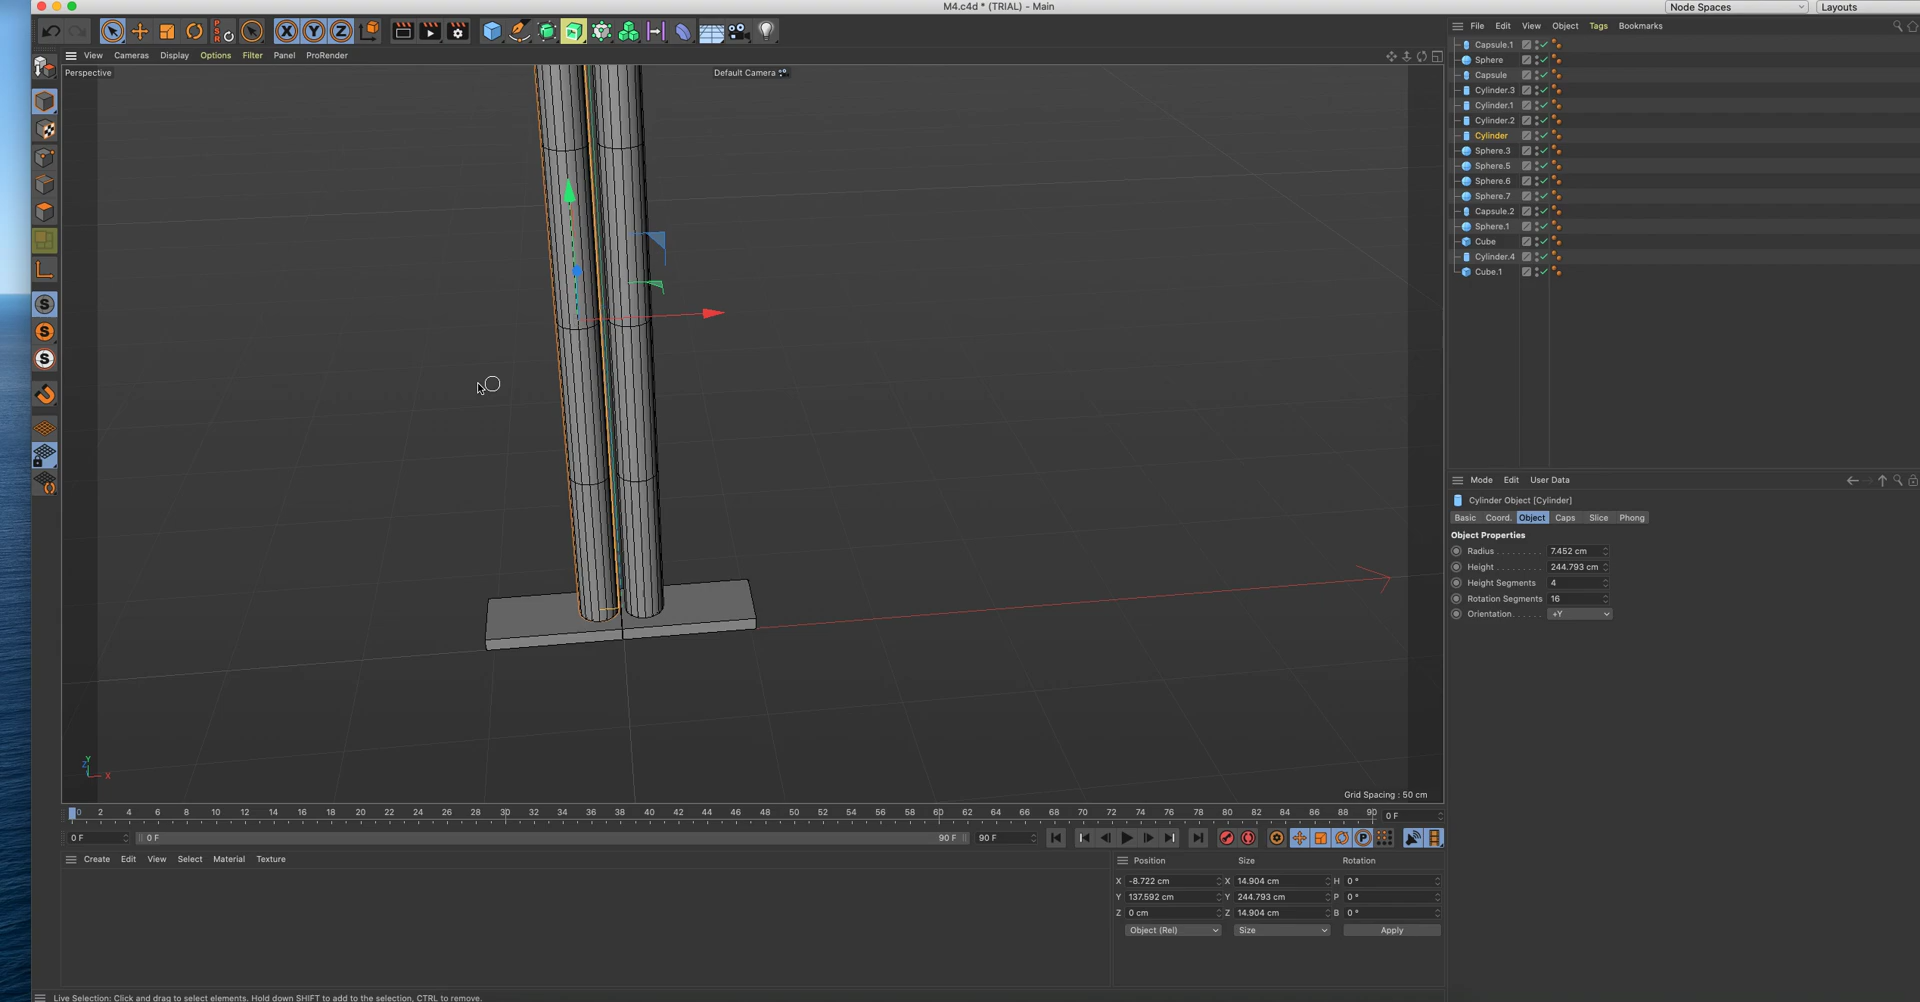 M4.c4d * (TRIAL) - Main
Node Spaces
Layouts
View Cameras Display Options Filter Panel ProRender
Perspective
Default Camera
File Edit View Object Tags Bookmarks
Capsule.1
Sphere
Capsule
Cylinder.3
Cylinder.1
Cylinder.2
Cylinder
Sphere.3
Sphere.5
Sphere.6
Sphere.7
Capsule.2
Sphere.1
Cube
Cylinder.4
Cube.1
Mode Edit User Data
Cylinder Object [Cylinder]
Basic Coord. Object Caps Slice Phong
Object Properties
Radius . . . . . . . . . 7.452 cm
Height . . . . . . . . . 244.793 cm
Height Segments 4
Rotation Segments 16
Orientation. . . . . . +Y
Y
Z
X
Grid Spacing : 50 cm
0 2 4 6 8 10 12 14 16 18 20 22 24 26 28 30 32 34 36 38 40 42 44 46 48 50 52 54 56 58 60 62 64 66 68 70 72 74 76 78 80 82 84 86 88 90 0 F
0 F 0 F 90 F 90 F
Create Edit View Select Material Texture
Position Size Rotation
X -8.722 cm X 14.904 cm H 0 °
Y 137.592 cm Y 244.793 cm P 0 °
Z 0 cm Z 14.904 cm B 0 °
Object (Rel) Size Apply
Live Selection: Click and drag to select elements. Hold down SHIFT to add to the selection, CTRL to remove.